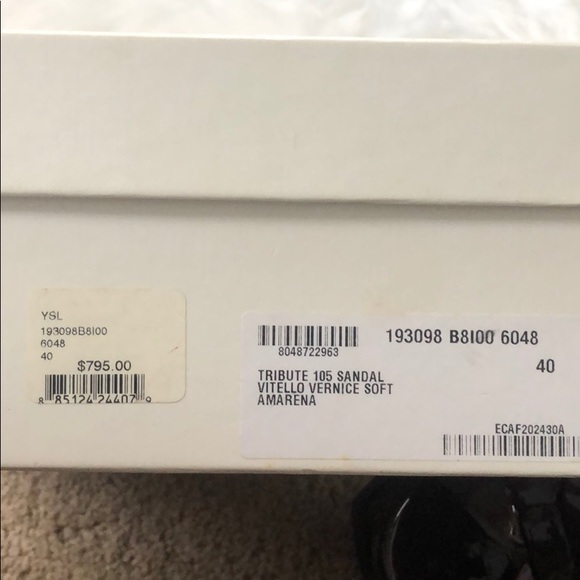 YSL
193098B8I00
6048
40
$795.00
8 85124 24407 9
193098 B8I00 6048
8048722963
40
TRIBUTE 105 SANDAL
VITELLO VERNICE SOFT
AMARENA
ECAF202430A